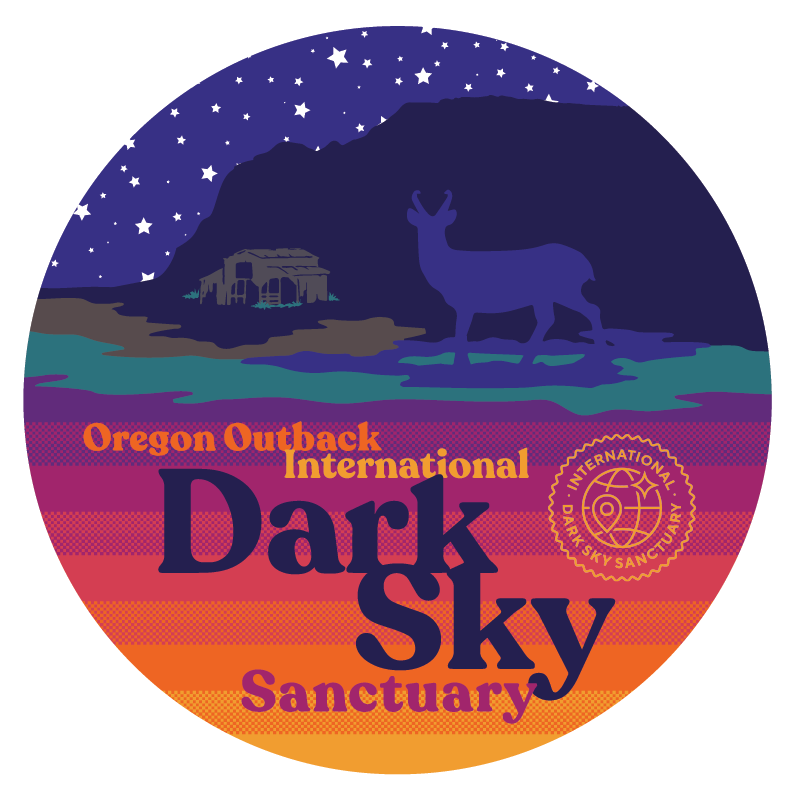 Oregon Outback
International
Dark
Sky
Sanctuary
· INTERNATIONAL ·
DARK SKY SANCTUARY